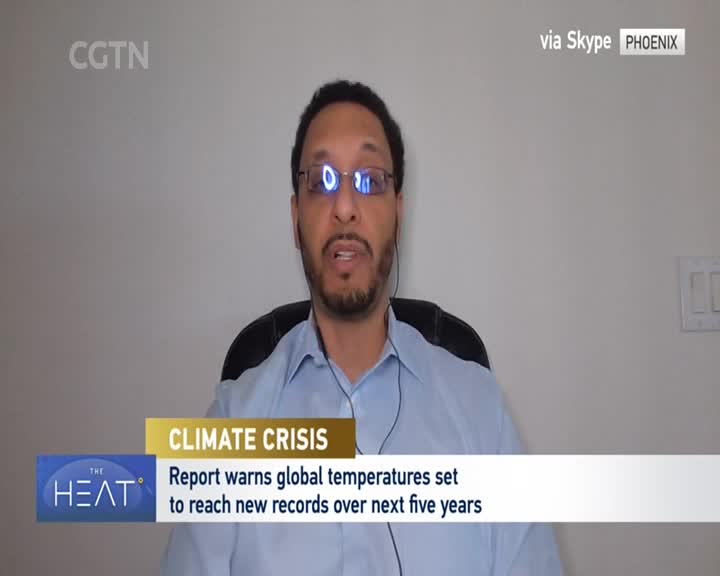 CGTN
via Skype PHOENIX
CLIMATE CRISIS
THE
HEAT
Report warns global temperatures set
to reach new records over next five years